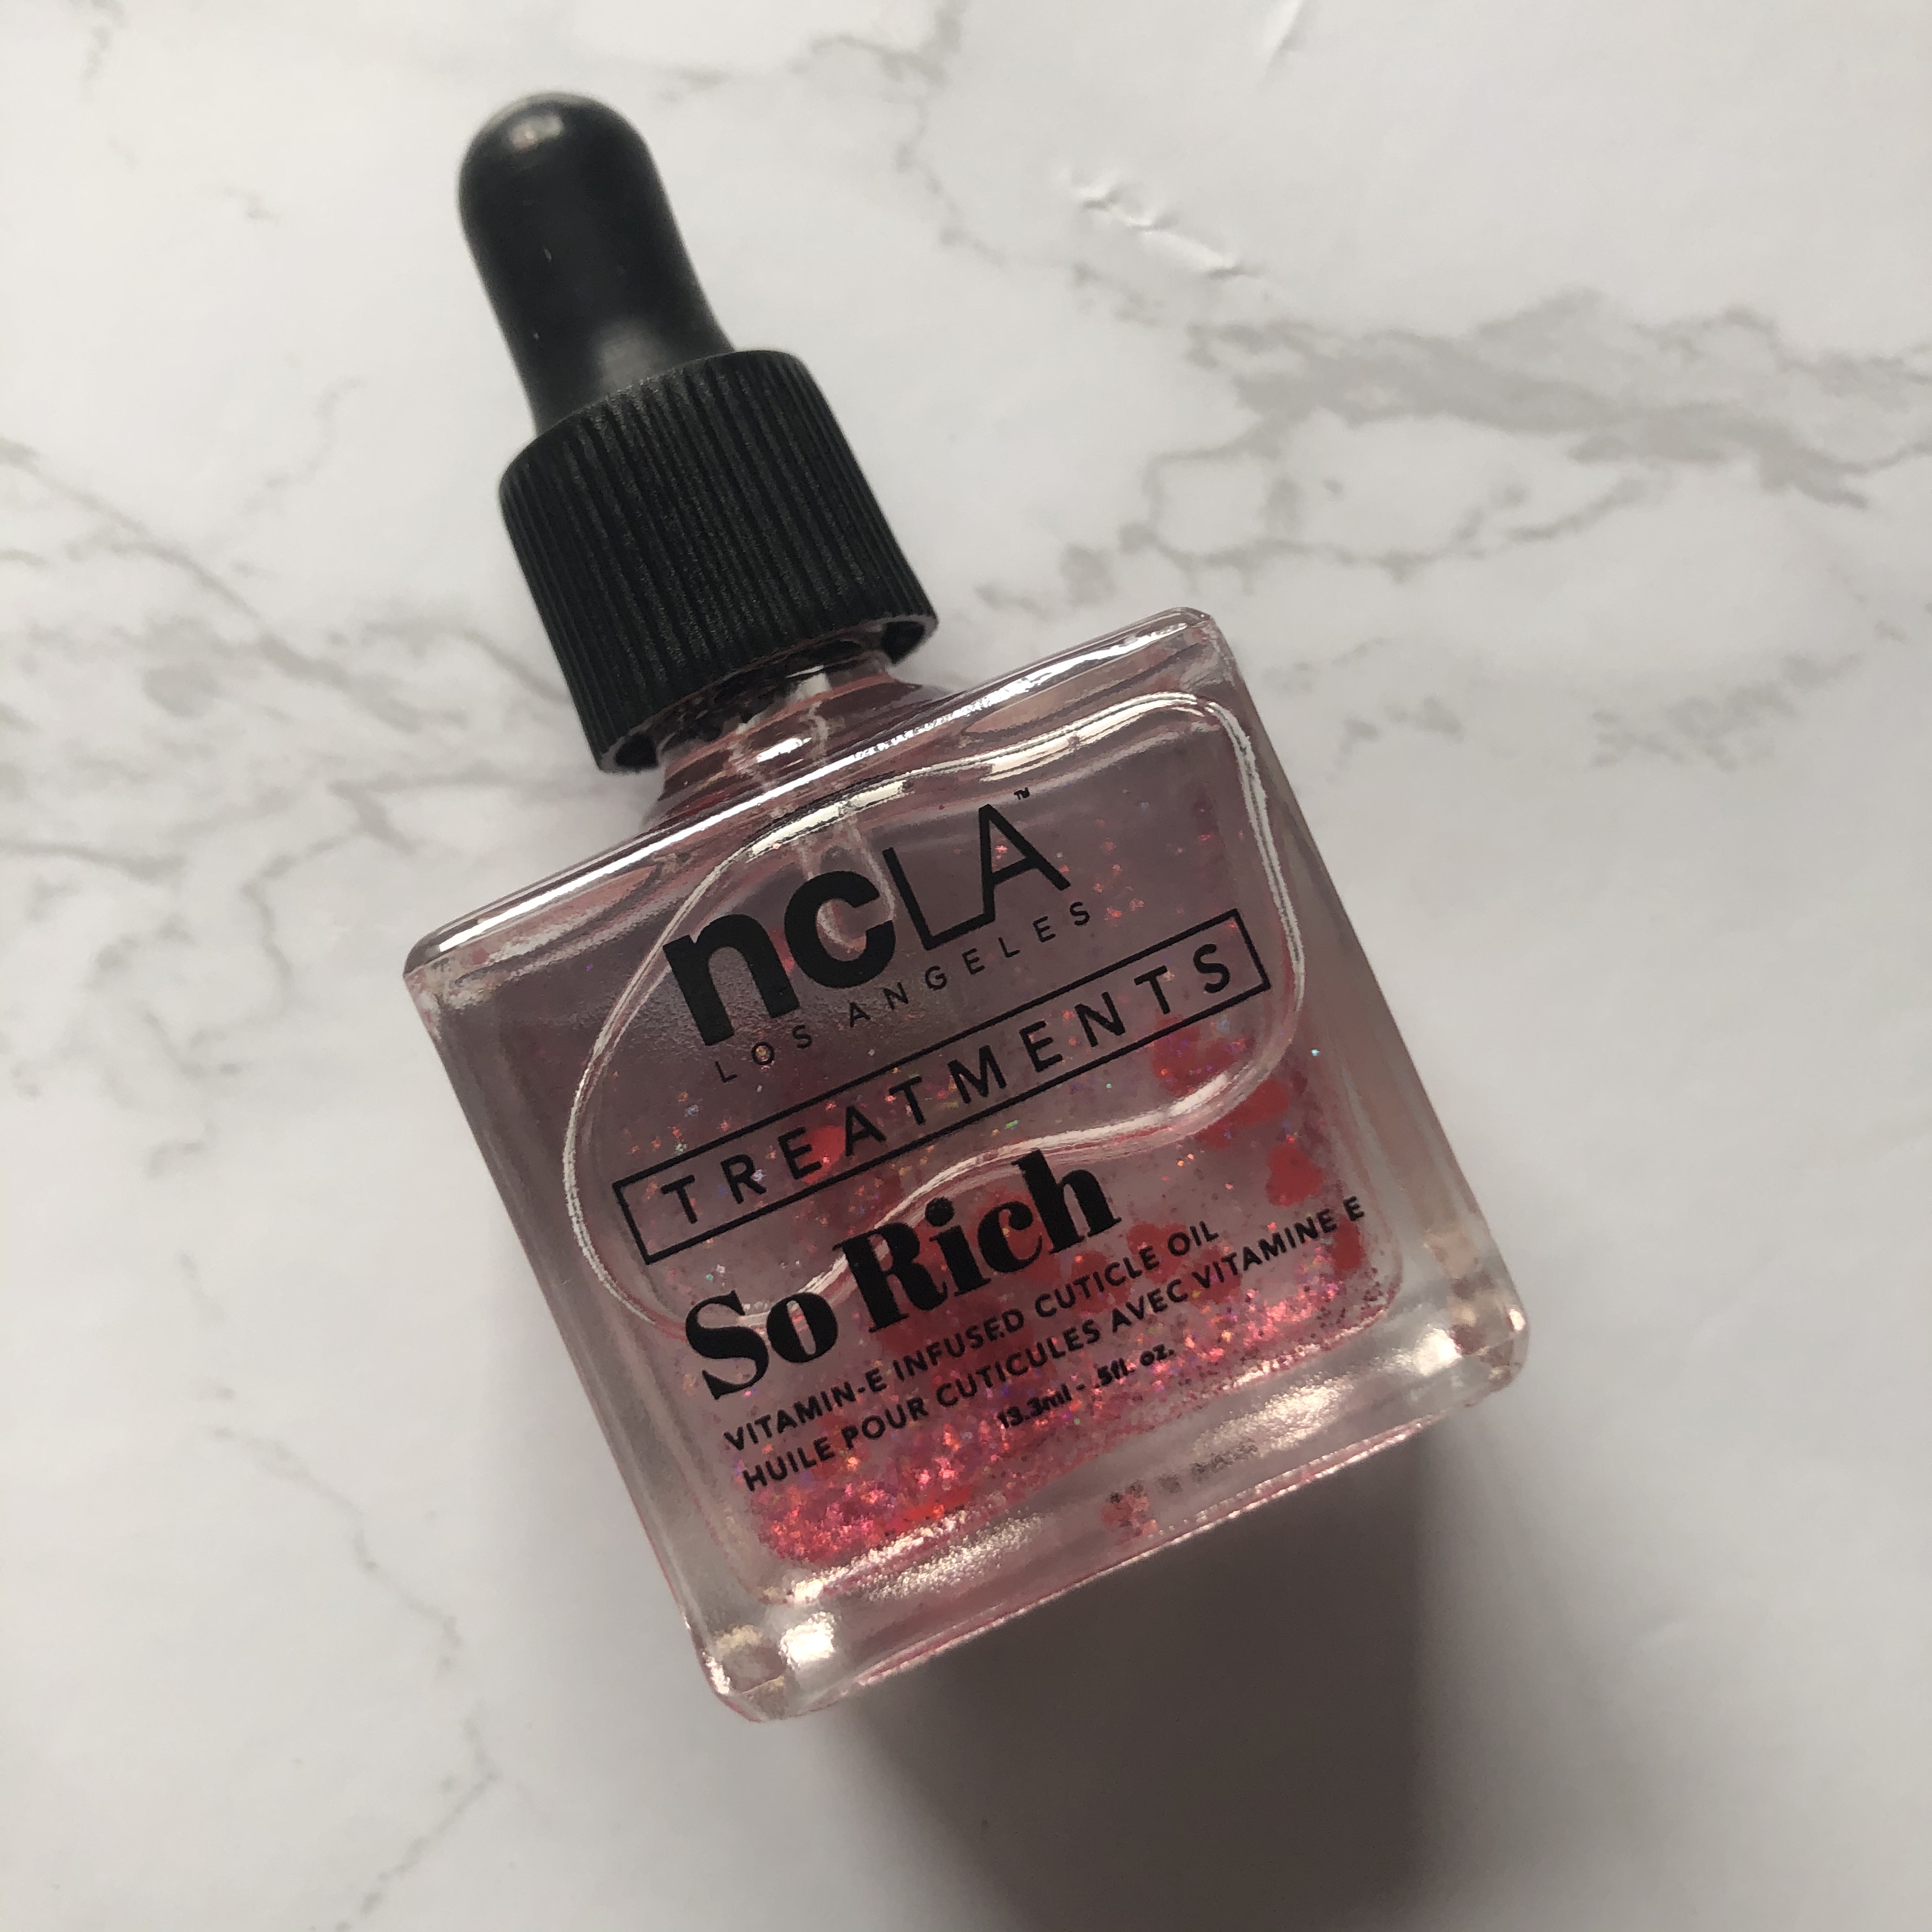 ncLA™
LOS ANGELES
TREATMENTS
So Rich
VITAMIN-E INFUSED CUTICLE OIL
HUILE POUR CUTICULES AVEC VITAMINE E
13.3ml - .5fl. oz.